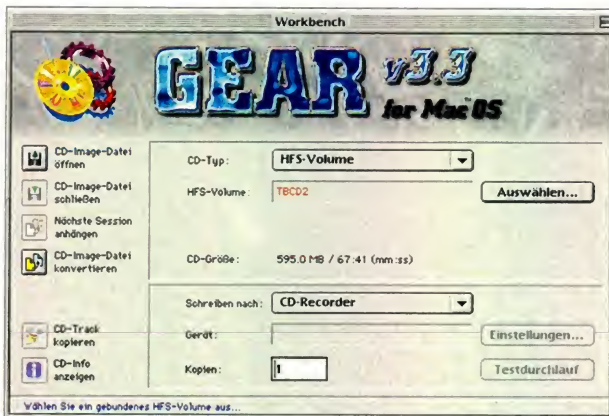 Workbench
GEAR v3.3
for Mac OS
CD-Image-Datei
öffnen
CD-Image-Datei
schließen
Nächste Session
anhängen
CD-Image-Datei
konvertieren
CD-Track
kopieren
CD-Info
anzeigen
CD-Typ: HFS-Volume
HFS-Volume: TBCD2 Auswählen...
CD-Größe: 595.0 MB / 67:41 (mm:ss)
Schreiben nach: CD-Recorder
Gerät: Einstellungen...
Kopien: 1 Testdurchlauf
Wählen Sie ein gebundenes HFS-Volume aus...